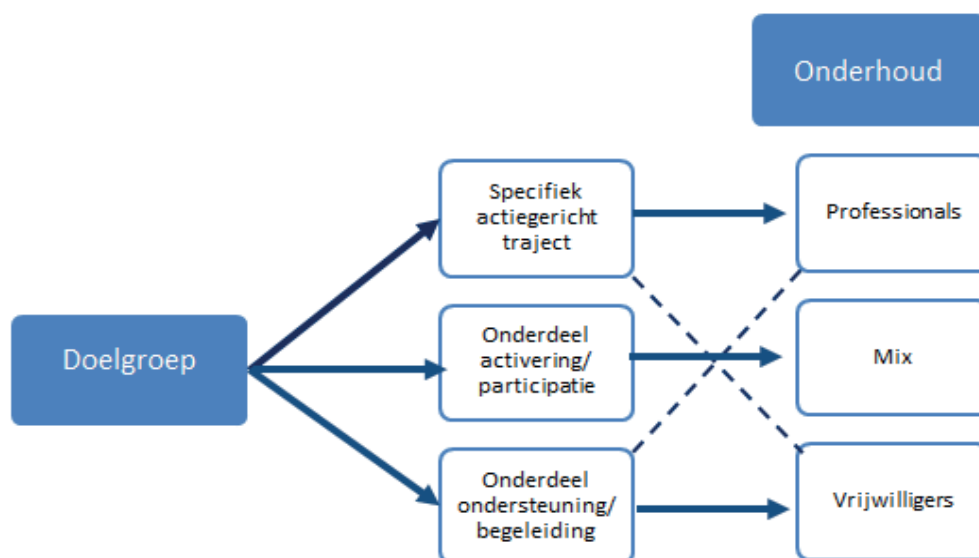 Onderhoud
Specifiek
actiegericht
traject
Professionals
Doelgroep
Onderdeel
activering/
participatie
Mix
Onderdeel
ondersteuning/
begeleiding
Vrijwilligers